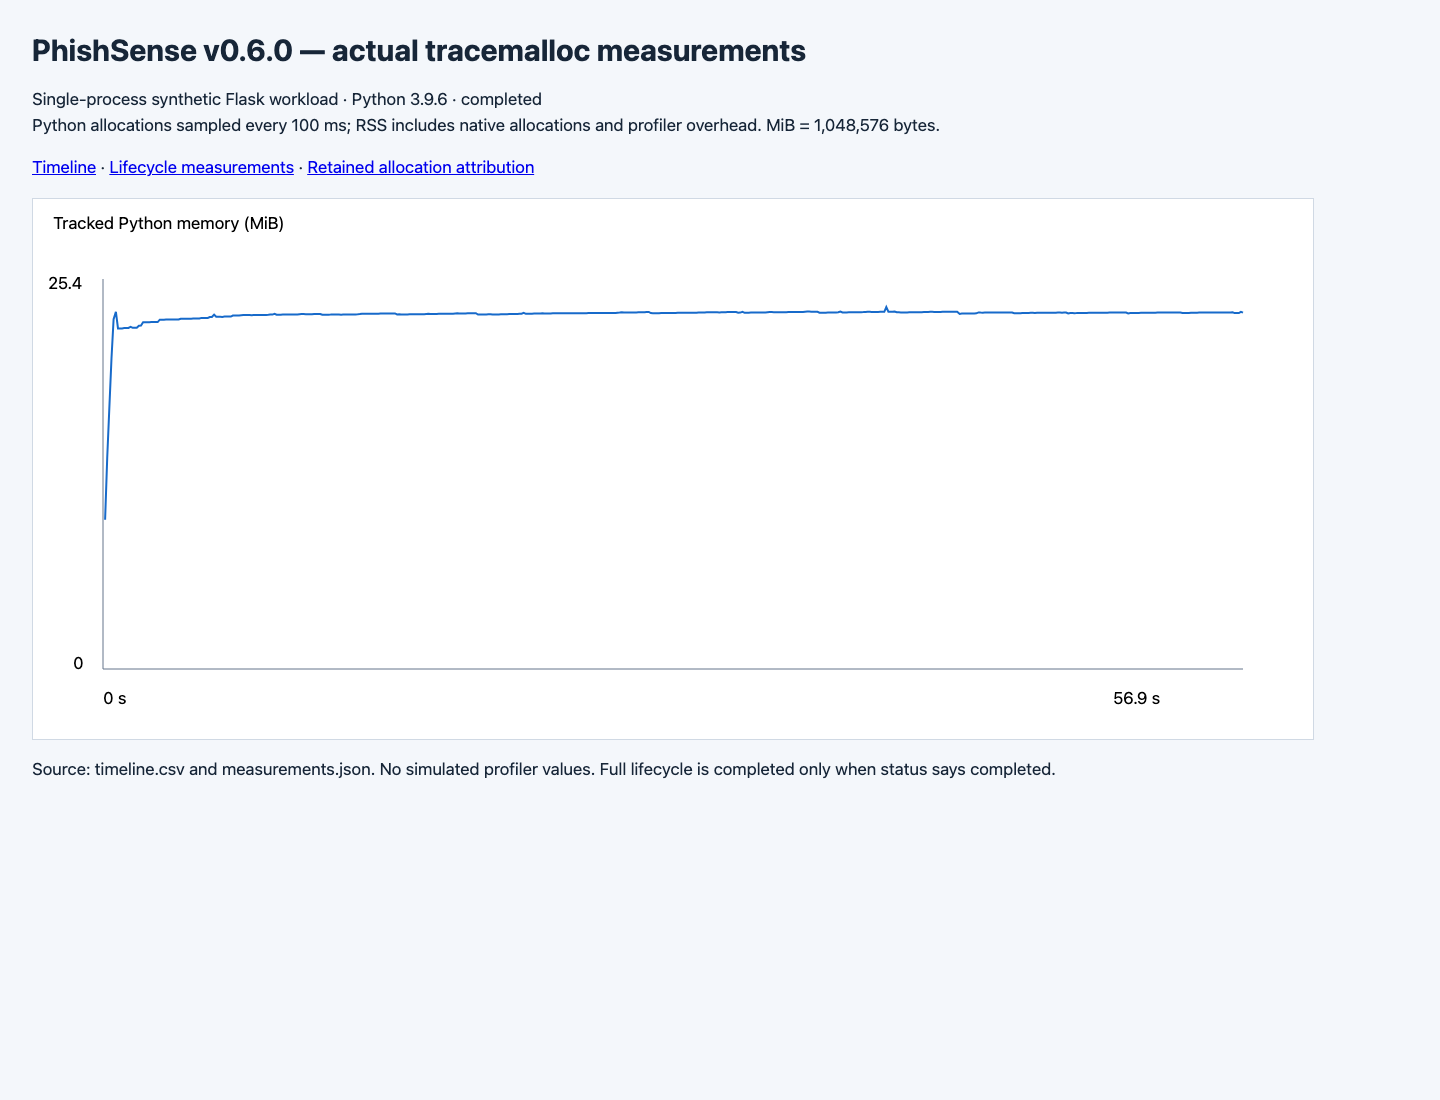 PhishSense v0.6.0 — actual tracemalloc measurements
Single-process synthetic Flask workload · Python 3.9.6 · completed
Python allocations sampled every 100 ms; RSS includes native allocations and profiler overhead. MiB = 1,048,576 bytes.
Timeline · Lifecycle measurements · Retained allocation attribution
Tracked Python memory (MiB)
25.4
0
0 s
56.9 s
Source: timeline.csv and measurements.json. No simulated profiler values. Full lifecycle is completed only when status says completed.